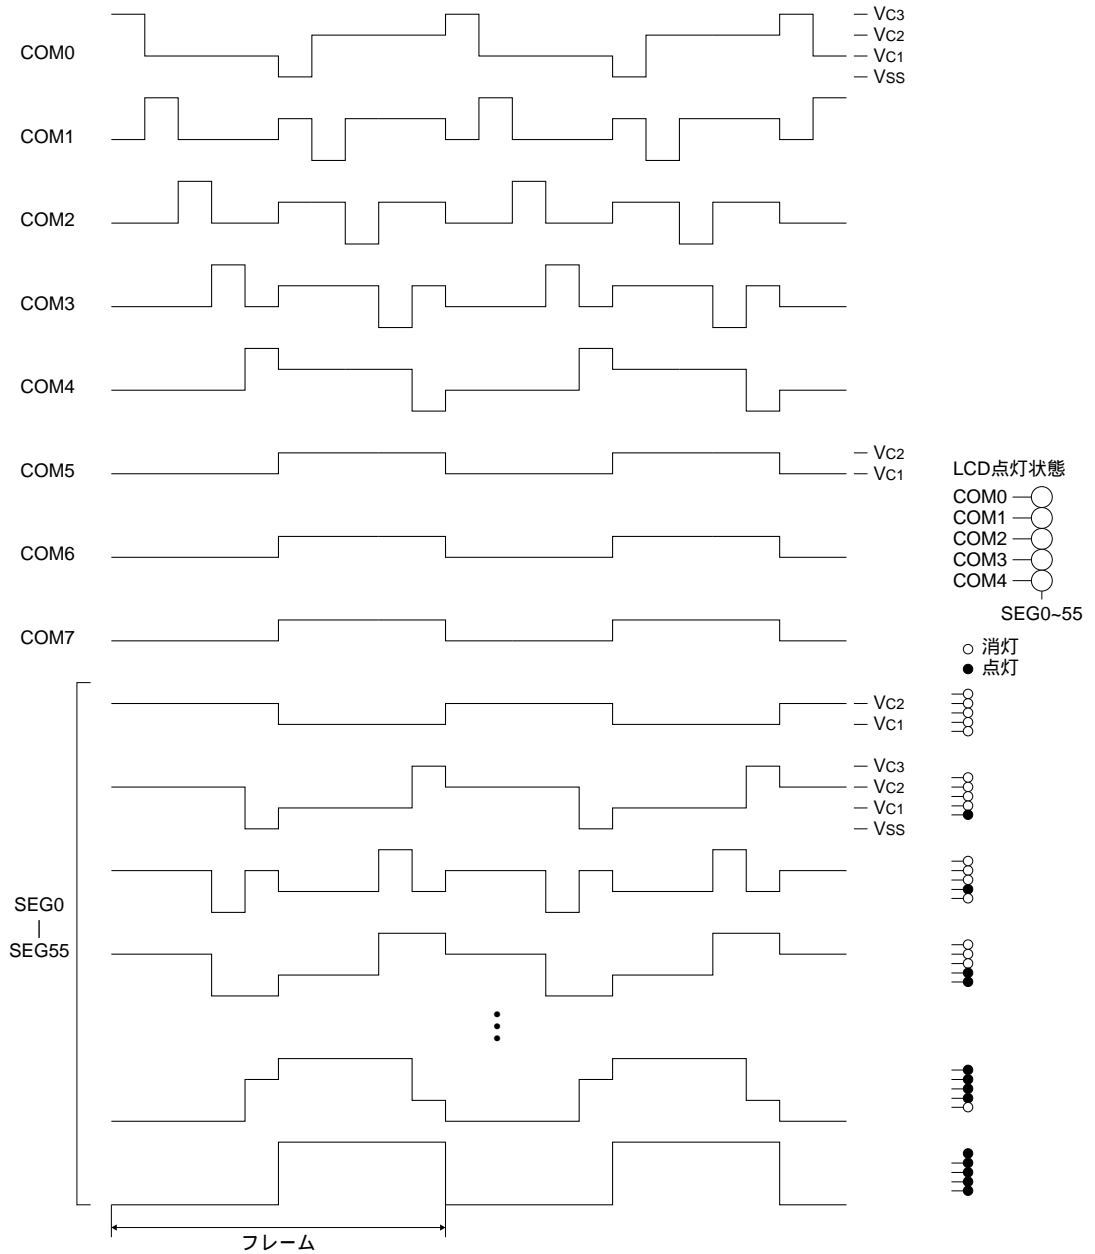 COM0
VC3
VC2
VC1
VSS
COM1
COM2
COM3
COM4
COM5
VC2
VC1
COM6
COM7
LCD点灯状態
COM0
COM1
COM2
COM3
COM4
SEG0~55
消灯
点灯
VC2
VC1
VC3
VC2
VC1
VSS
SEG0
SEG55
フレーム